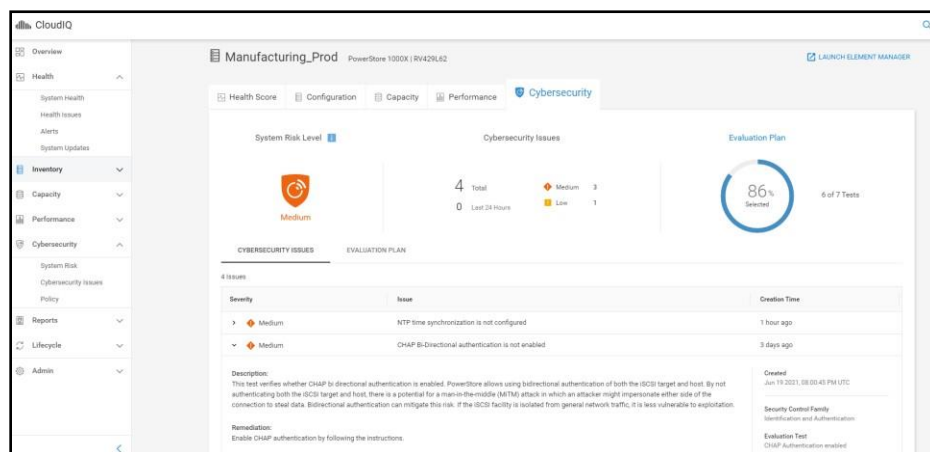 CloudIQ
Overview
Health
System Health
Health Issues
Alerts
System Updates
Inventory
Capacity
Performance
Cybersecurity
System Risk
Cybersecurity Issues
Policy
Reports
Lifecycle
Admin
Manufacturing_Prod PowerStore 1000X | RV429L62
LAUNCH ELEMENT MANAGER
Health Score Configuration Capacity Performance Cybersecurity
System Risk Level
Medium
Cybersecurity Issues
4 Total
0 Last 24 Hours
Medium 3
Low 1
Evaluation Plan
86%
Selected
6 of 7 Tests
CYBERSECURITY ISSUES EVALUATION PLAN
4 Issues
Severity Issue Creation Time
Medium NTP time synchronization is not configured 1 hour ago
Medium CHAP Bi-Directional authentication is not enabled 3 days ago
Description:
This test verifies whether CHAP bi directional authentication is enabled. PowerStore allows using bidirectional authentication of both the iSCSI target and host. By not
authenticating both the iSCSI target and host, there is a potential for a man-in-the-middle (MiTM) attack in which an attacker might impersonate either side of the
connection to steal data. Bidirectional authentication can mitigate this risk. If the iSCSI facility is isolated from general network traffic, it is less vulnerable to exploitation.
Remediation:
Enable CHAP authentication by following the instructions.
Created
Jun 19 2021, 08:00:45 PM UTC
Security Control Family
Identification and Authentication
Evaluation Test
CHAP Authentication enabled